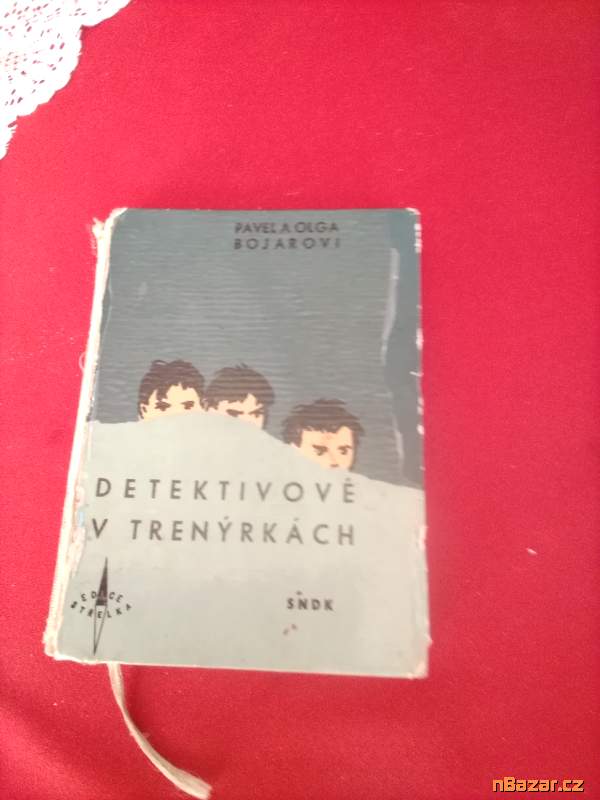 PAVEL A OLGA
BOJAROVI
DETEKTIVOVÉ
V TRENÝRKÁCH
EDICE
STŘELKA
SNDK
nBazar.cz